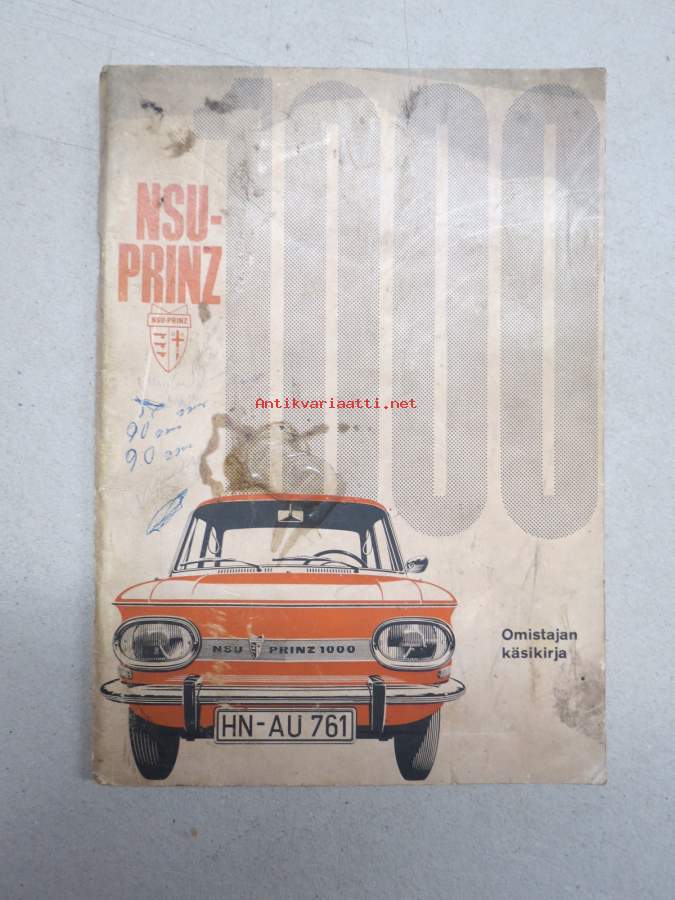 1000
NSU-
PRINZ
NSU-PRINZ
Antikvariaatti.net
NSU PRINZ 1000
Omistajan
käsikirja
HN-AU 761